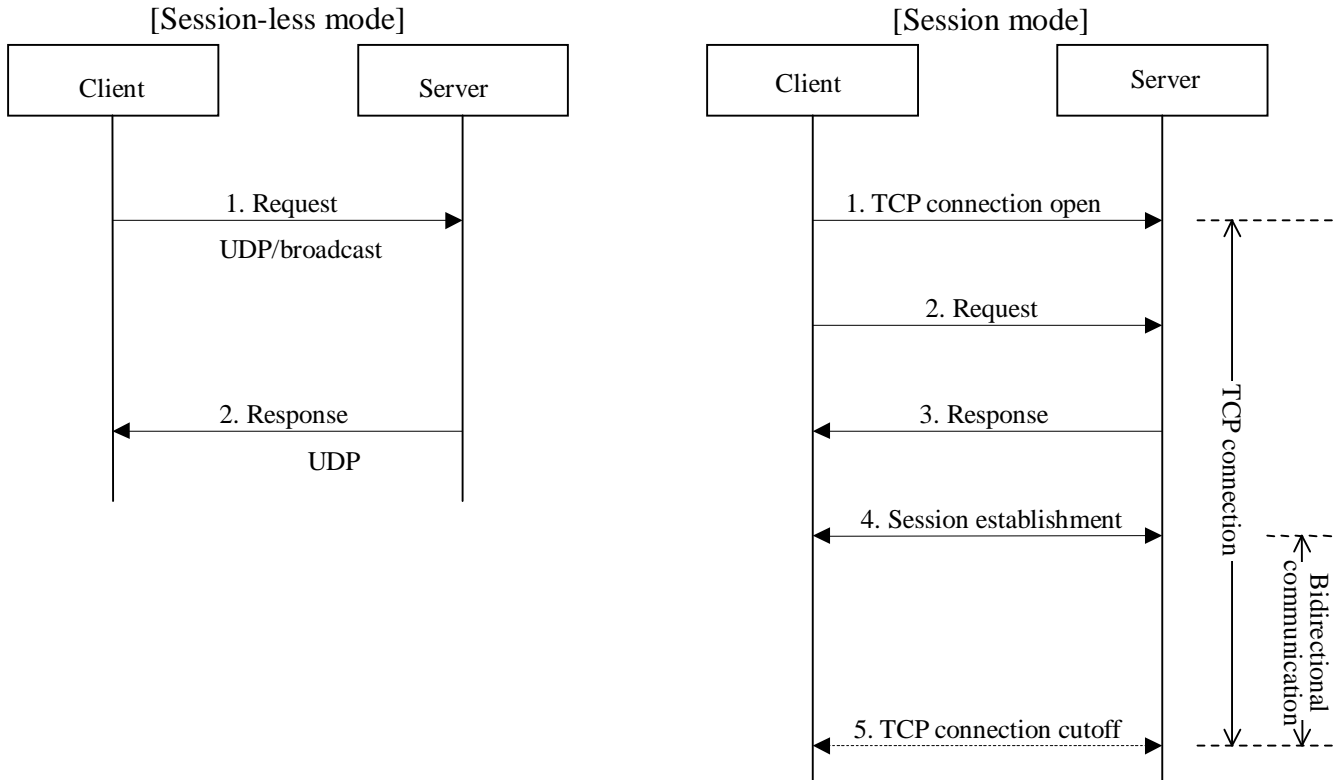 [Session-less mode]
Client
Server
1. Request
UDP/broadcast
2. Response
UDP
[Session mode]
Client
Server
1. TCP connection open
2. Request
3. Response
4. Session establishment
5. TCP connection cutoff
TCP connection
Bidirectional
communication